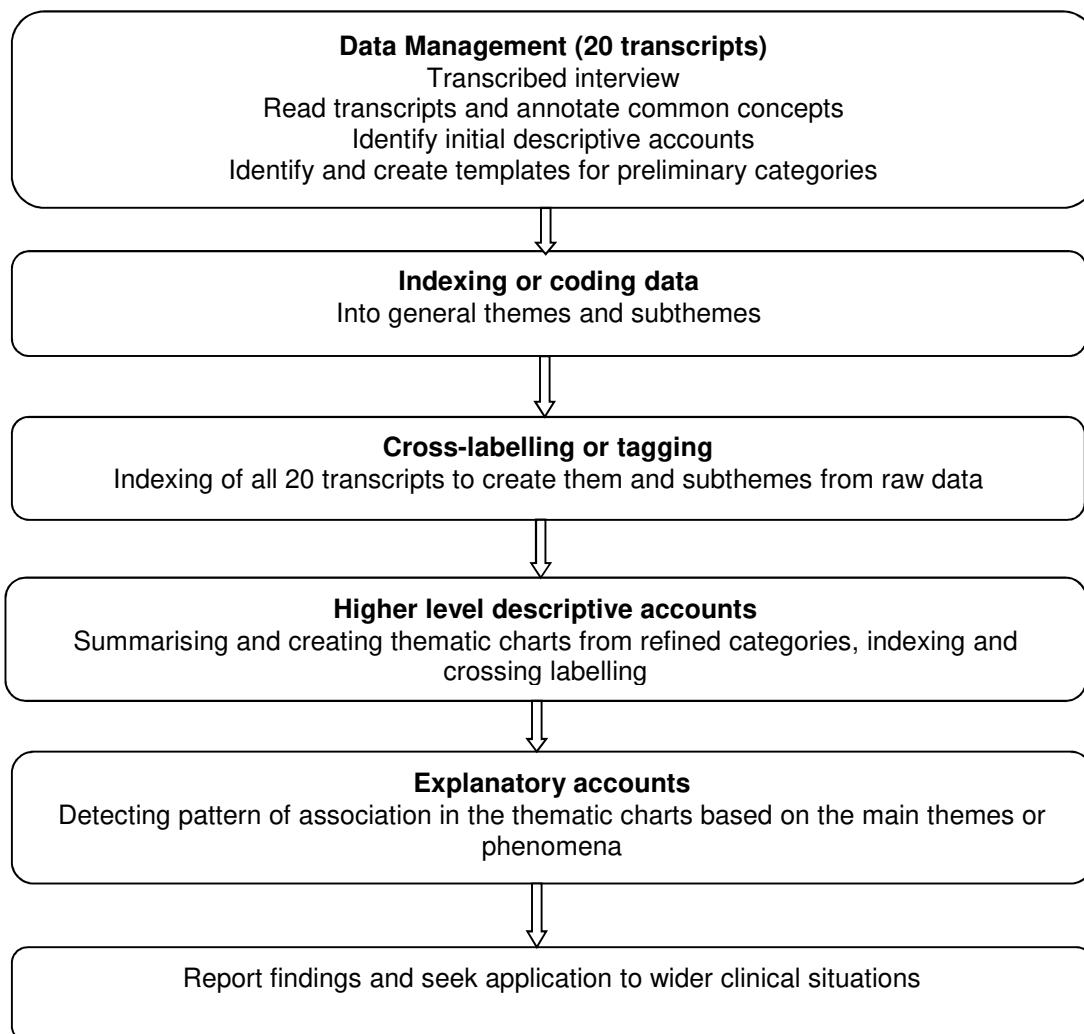 Data Management (20 transcripts)
Transcribed interview
Read transcripts and annotate common concepts
Identify initial descriptive accounts
Identify and create templates for preliminary categories
Indexing or coding data
Into general themes and subthemes
Cross-labelling or tagging
Indexing of all 20 transcripts to create them and subthemes from raw data
Higher level descriptive accounts
Summarising and creating thematic charts from refined categories, indexing and
crossing labelling
Explanatory accounts
Detecting pattern of association in the thematic charts based on the main themes or
phenomena
Report findings and seek application to wider clinical situations